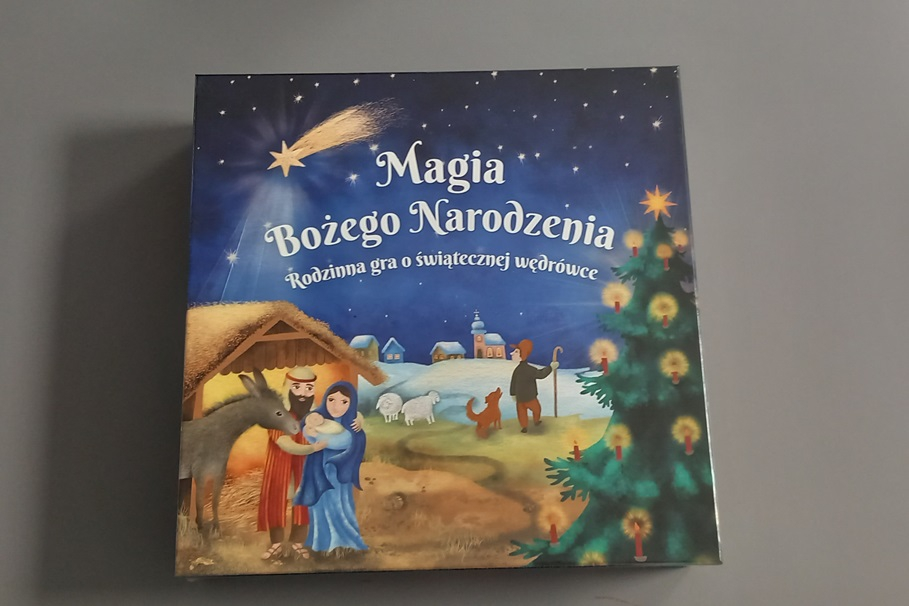 Magia
Bożego Narodzenia
Rodzinna gra o świątecznej wędrówce